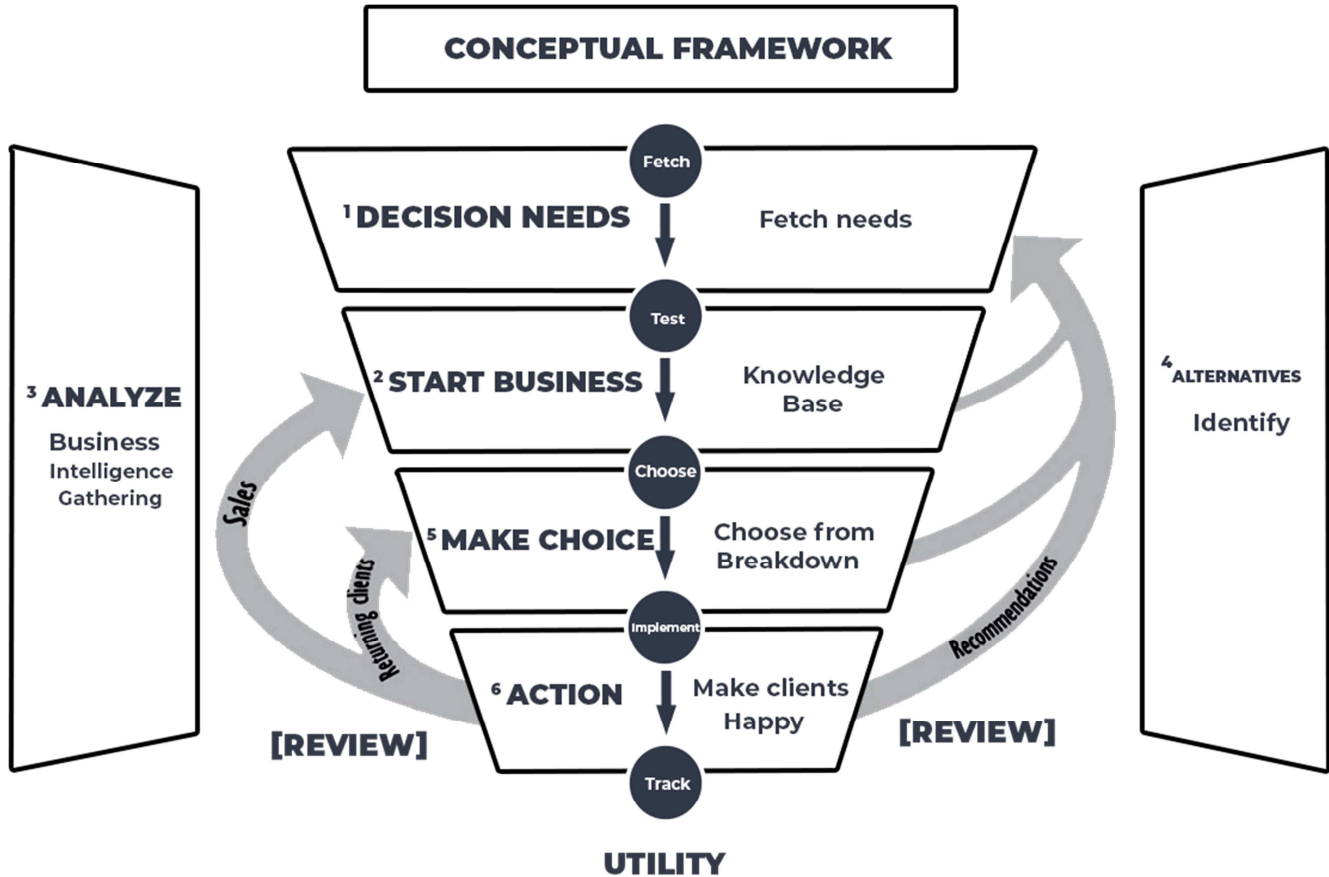 CONCEPTUAL FRAMEWORK
Fetch
¹ DECISION NEEDS
Fetch needs
Test
² START BUSINESS
Knowledge
Base
³ ANALYZE
Business
Intelligence
Gathering
⁴ ALTERNATIVES
Identify
Choose
Sales
⁵ MAKE CHOICE
Choose from
Breakdown
Returning clients
Recommendations
Implement
⁶ ACTION
Make clients
Happy
[REVIEW]
[REVIEW]
Track
UTILITY